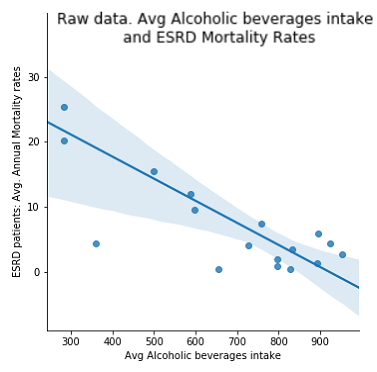 Raw data. Avg Alcoholic beverages intake
and ESRD Mortality Rates
ESRD patients: Avg. Annual Mortality rates
30
20
10
0
300
400
500
600
700
800
900
Avg Alcoholic beverages intake